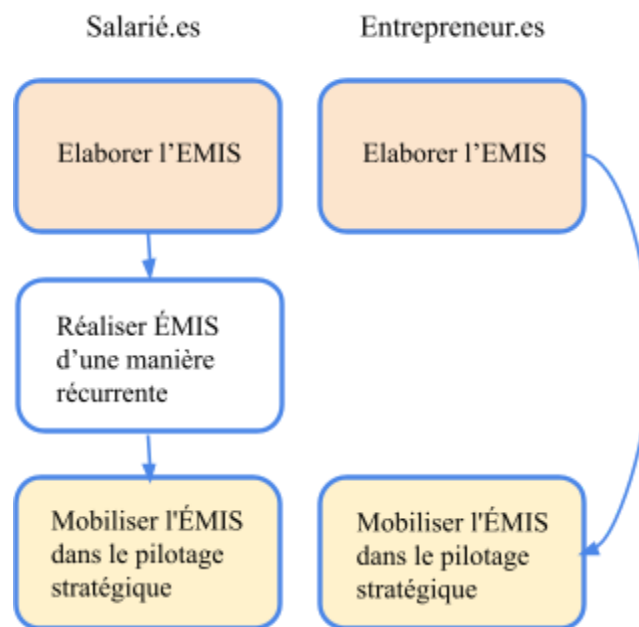 Salarié.es
Entrepreneur.es
Elaborer l'EMIS
Elaborer l'EMIS
Réaliser ÉMIS
d'une manière
récurrente
Mobiliser l'ÉMIS
dans le pilotage
stratégique
Mobiliser l'ÉMIS
dans le pilotage
stratégique